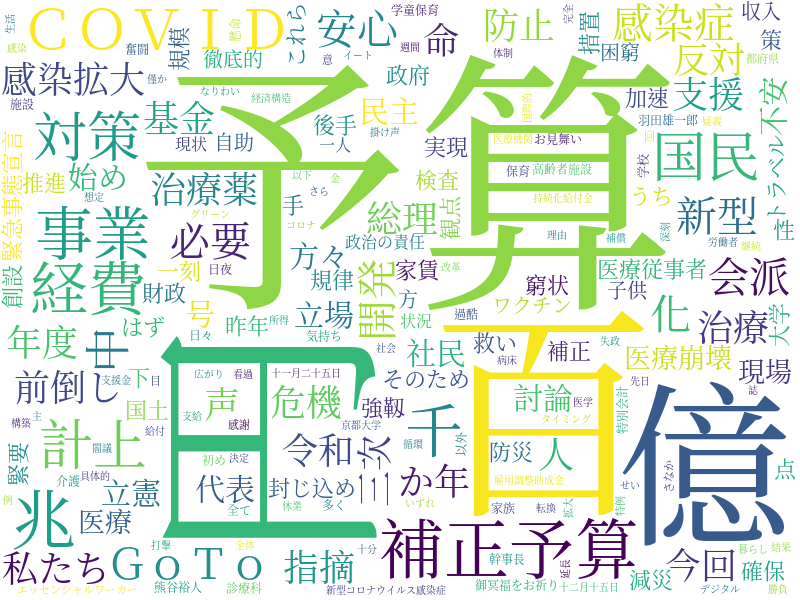 ＣＯＶＩＤ
安心
これら
命
防止
措置
感染症
反対
収入
策
困窮
生活
感染
学童保育
奮闘
懸命
規模
徹底的
週間
完全
体制
意
イート
都府県
感染拡大
政府
民主
加速
支援
不安
トラベル
施設
なりわい
経済構造
僅か
基金
自助
後手
一人
掛け声
羽田雄一郎
疑義
医療機関
お見舞い
国際的
回
対策
現状
実現
国民
緊急事態宣言
推進
始め
想定
以下
さら
金
グリーン
コロナ
治療薬
手
検査
保育
高齢者施設
学校
持続化給付金
うち
予算
事業
必要
総理
観点
新型
性
創設
一刻
日夜
方々
政治の責任
理由
補償
深刻
労働者
継続
経費
財政
規律
家賃
改革
窮状
医療従事者
会派
号
開発
方
過酷
子供
ワクチン
大学
年度
はず
昨年
立場
状況
化
治療
中
日々
所得
気持ち
社民
救い
補正
失政
病床
社会
医療崩壊
現場
前倒し
下
目
支援金
広がり
看過
十一月二十五日
そのため
先日
誌
声
危機
強靱
千
討論
百
億
日
国土
構築
主
支給
感謝
京都大学
医学
タイミング
特別会計
計上
閣議
給付
令和
三次
か年
循環
以外
防災
人
さなか
緊要
初め
決定
立憲
代表
封じ込め
雇用調整助成金
点
例
介護
具体的
全て
休業
多く
いずれ
家族
転換
拡大
特例
せい
兆
医療
補正予算
私たち
打撃
ＧｏＴｏ
指摘
十分
幹事長
延長
減災
今回
確保
暮らし
結果
エッセンシャルワーカー
全体
熊谷裕人
診療科
新型コロナウイルス感染症
御冥福をお祈り
十二月十五日
デジタル
勝負